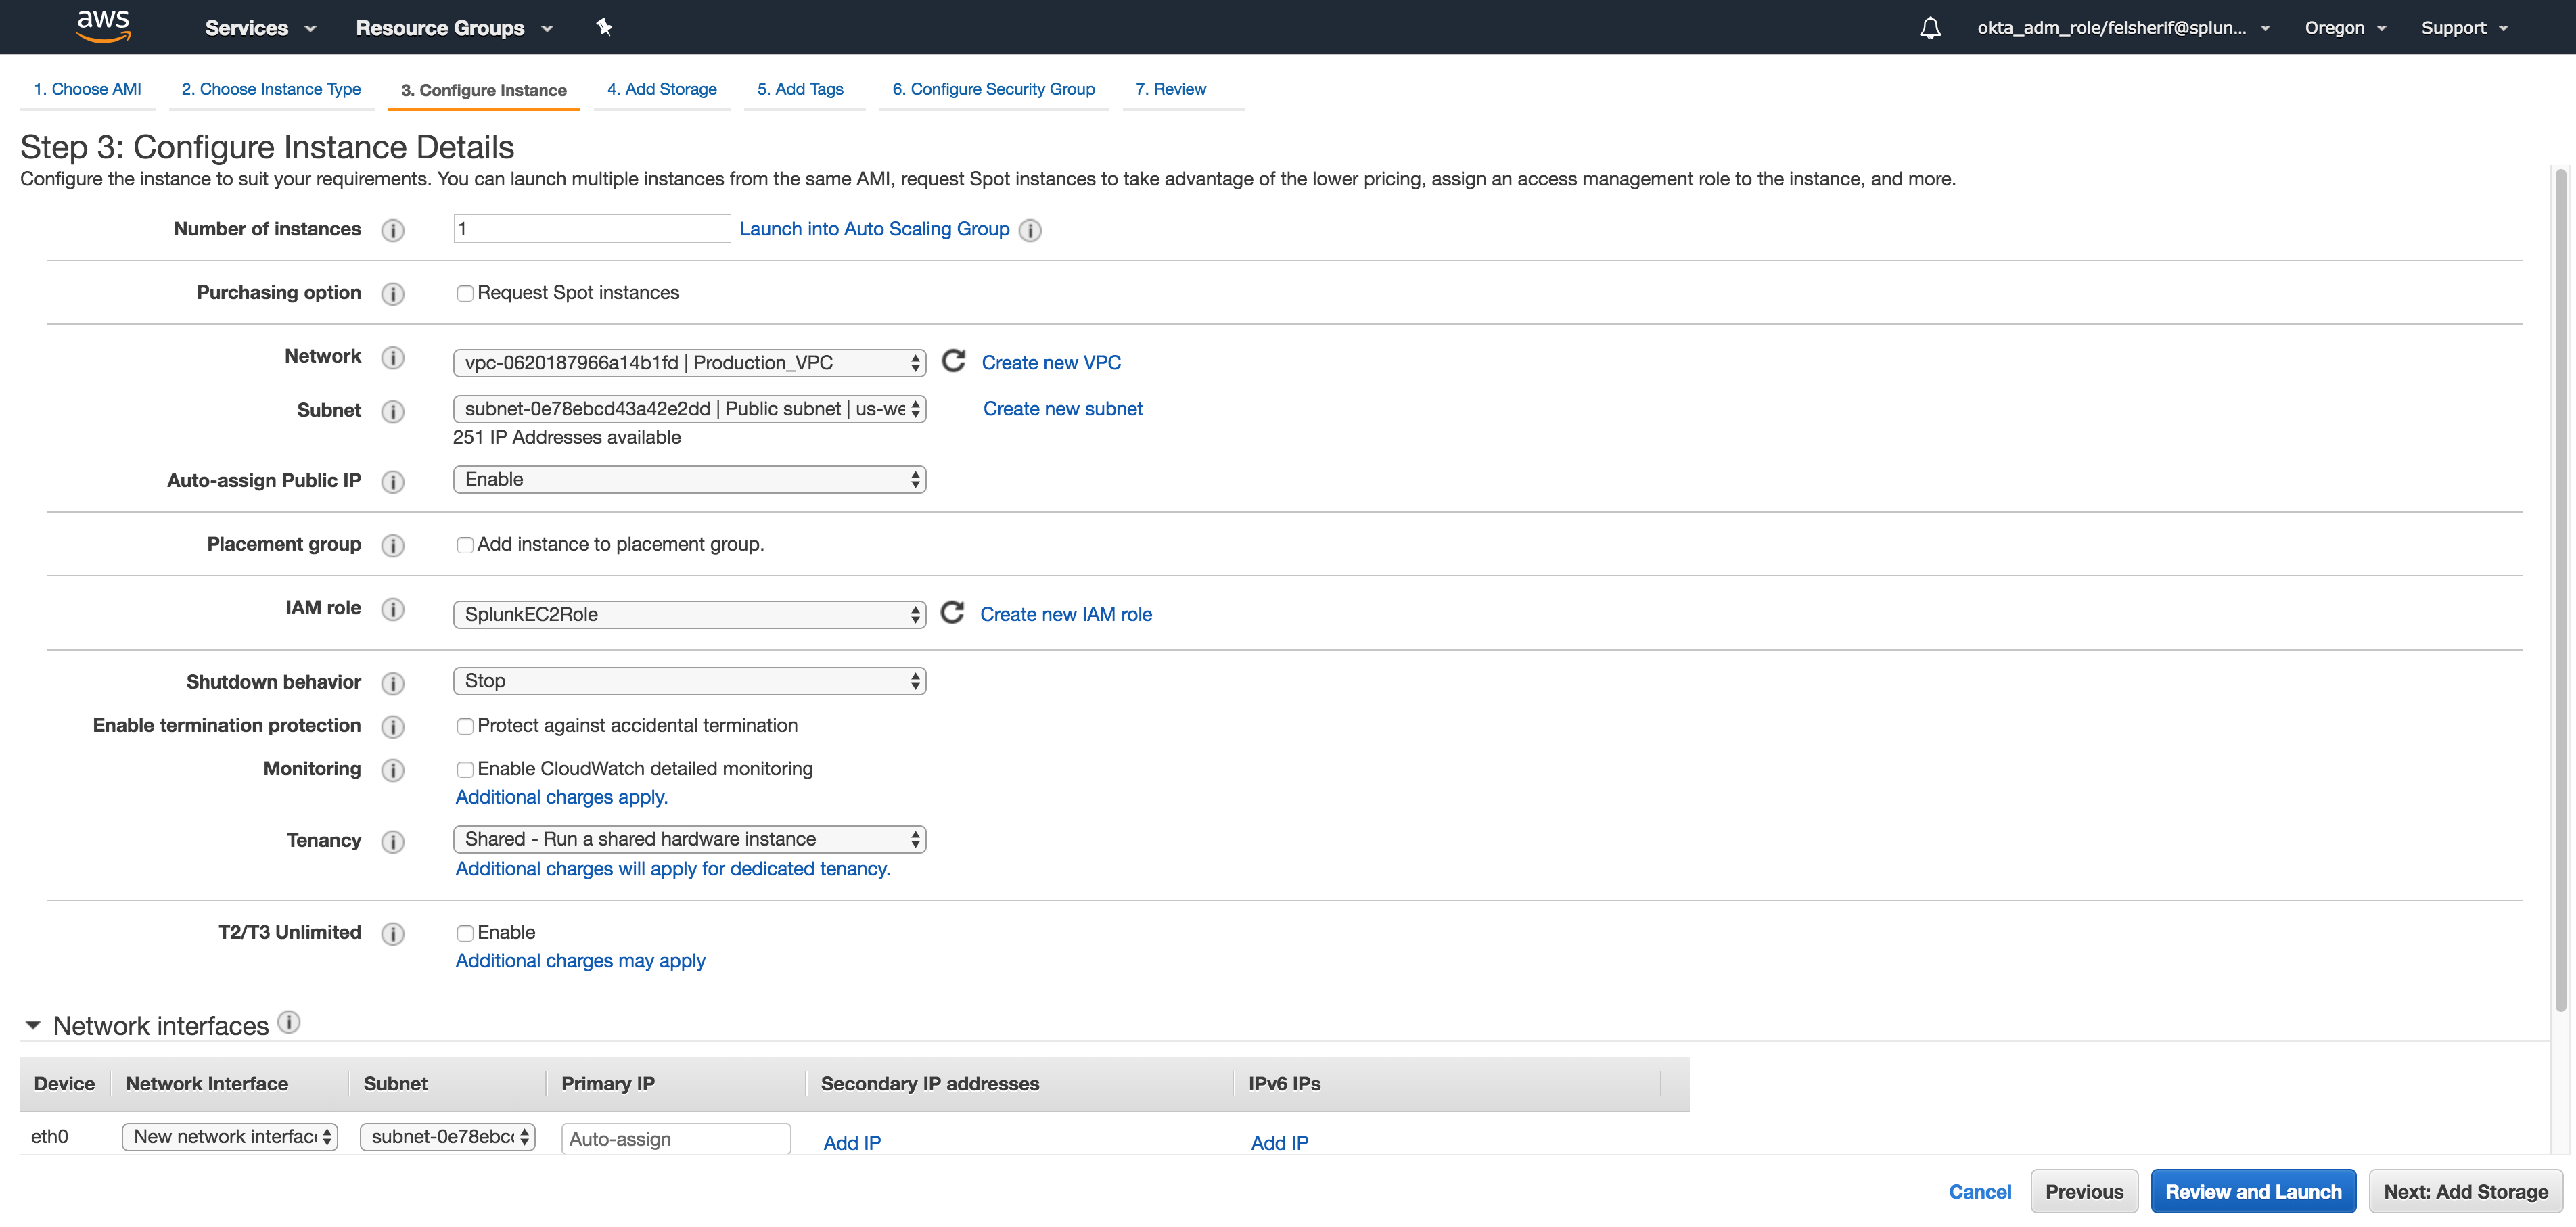 aws Services Resource Groups okta_adm_role/felsherif@splun... Oregon Support
1. Choose AMI 2. Choose Instance Type 3. Configure Instance 4. Add Storage 5. Add Tags 6. Configure Security Group 7. Review
Step 3: Configure Instance Details
Configure the instance to suit your requirements. You can launch multiple instances from the same AMI, request Spot instances to take advantage of the lower pricing, assign an access management role to the instance, and more.
Number of instances i 1 Launch into Auto Scaling Group i
Purchasing option i Request Spot instances
Network i vpc-0620187966a14b1fd | Production_VPC Create new VPC
Subnet i subnet-0e78ebcd43a42e2dd | Public subnet | us-we Create new subnet
251 IP Addresses available
Auto-assign Public IP i Enable
Placement group i Add instance to placement group.
IAM role i SplunkEC2Role Create new IAM role
Shutdown behavior i Stop
Enable termination protection i Protect against accidental termination
Monitoring i Enable CloudWatch detailed monitoring
Additional charges apply.
Tenancy i Shared - Run a shared hardware instance
Additional charges will apply for dedicated tenancy.
T2/T3 Unlimited i Enable
Additional charges may apply
Network interfaces i
Device Network Interface Subnet Primary IP Secondary IP addresses IPv6 IPs
eth0 New network interfac subnet-0e78ebc Auto-assign Add IP Add IP
Cancel Previous Review and Launch Next: Add Storage